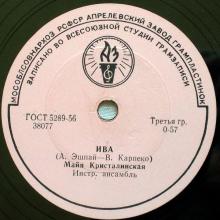 МОСОБЛСОВНАРХОЗ РСФСР АПРЕЛЕВСКИЙ ЗАВОД ГРАМПЛАСТИНОК
ЗАПИСАНО ВО ВСЕСОЮЗНОЙ СТУДИИ ГРАМЗАПИСИ
ГОСТ 5289-56
38077
Третья гр.
0-57
ИВА
(А. Эшпай—В. Карпеко)
Майя Кристалинская
Инстр. ансамбль